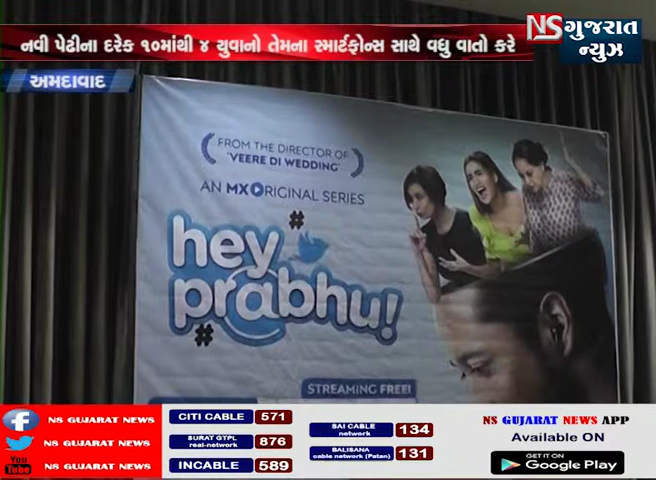 નવી પેઢીના દરેક ૧૦માંથી ૪ યુવાનો તેમના સ્માર્ટફોન્સ સાથે વધુ વાતો કરે
NS ગુજરાત
ન્યુઝ
અમદાવાદ
FROM THE DIRECTOR OF
'VEERE DI WEDDING'
AN MX ORIGINAL SERIES
#
hey
prabhu!
#
STREAMING FREE!
NS GUJARAT NEWS
NS GUJARAT NEWS
You Tube NS GUJARAT NEWS
CITI CABLE 571
SURAT GTPL
real-network 876
INCABLE 589
SAI CABLE
network 134
BALISANA
cable network (Patan) 131
NS GUJARAT NEWS APP
Available ON
GET IT ON
Google Play